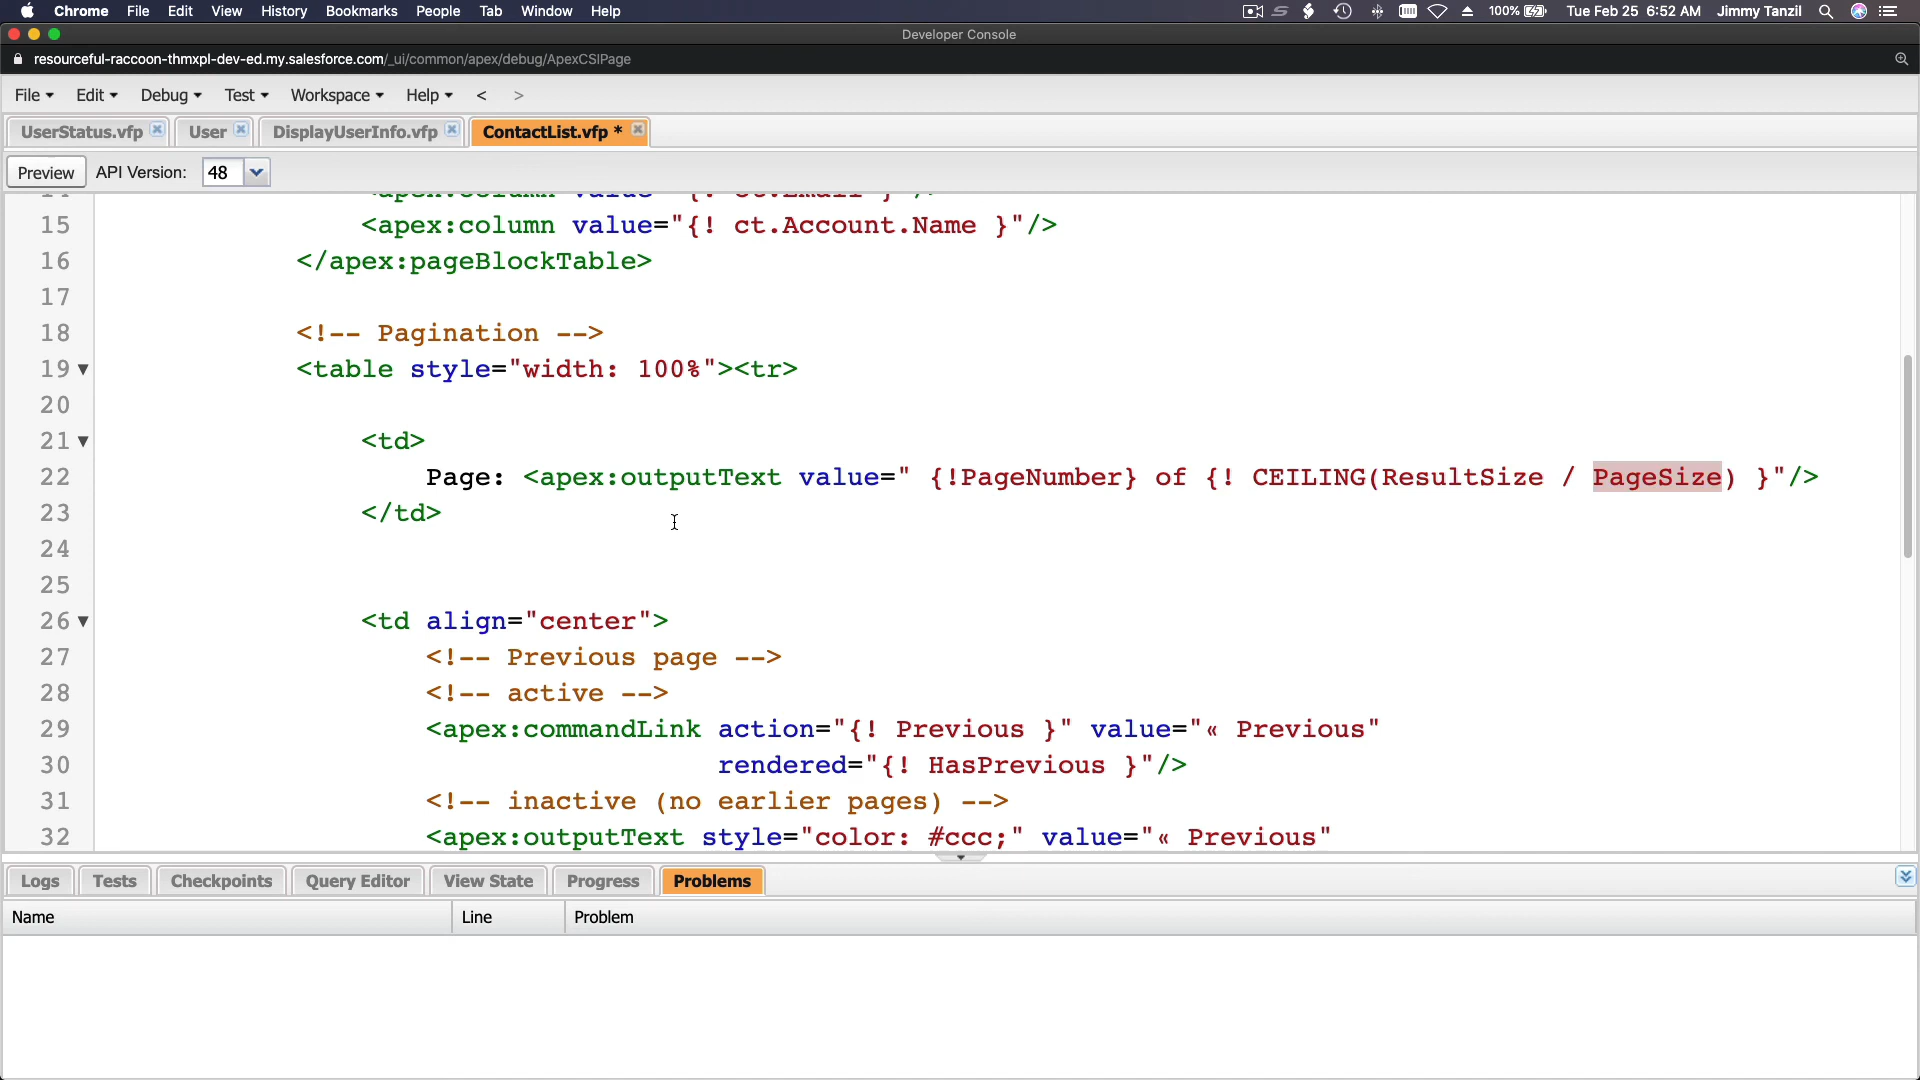 Chrome File Edit View History Bookmarks People Tab Window Help 100% Tue Feb 25 6:52 AM Jimmy Tanzil
Developer Console
resourceful-raccoon-thmxpl-dev-ed.my.salesforce.com/_ui/common/apex/debug/ApexCSIPage
File Edit Debug Test Workspace Help < >
UserStatus.vfp User DisplayUserInfo.vfp ContactList.vfp *
Preview API Version: 48
14 <apex:column value="{! ct.Email }"/>
15 <apex:column value="{! ct.Account.Name }"/>
16 </apex:pageBlockTable>
17
18 <!-- Pagination -->
19 <table style="width: 100%"><tr>
20
21 <td>
22 Page: <apex:outputText value=" {!PageNumber} of {! CEILING(ResultSize / PageSize) }"/>
23 </td>
24
25
26 <td align="center">
27 <!-- Previous page -->
28 <!-- active -->
29 <apex:commandLink action="{! Previous }" value="« Previous"
30 rendered="{! HasPrevious }"/>
31 <!-- inactive (no earlier pages) -->
32 <apex:outputText style="color: #ccc;" value="« Previous"
Logs Tests Checkpoints Query Editor View State Progress Problems
Name Line Problem